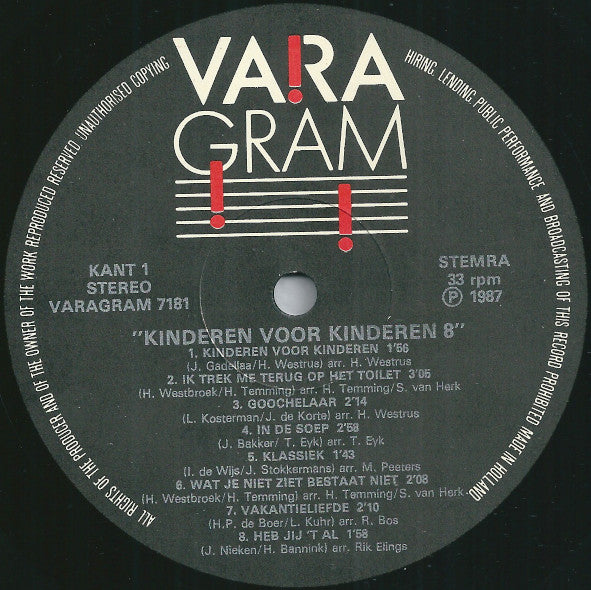 VARA
GRAM
ALL RIGHTS OF THE PRODUCER AND OF THE OWNER OF THE WORK REPRODUCED RESERVED. UNAUTHORISED COPYING
HIRING, LENDING, PUBLIC PERFORMANCE AND BROADCASTING OF THIS RECORD PROHIBITED MADE IN HOLLAND
KANT 1
STEREO
VARAGRAM 7181
STEMRA
33 rpm
Ⓟ 1987
"KINDEREN VOOR KINDEREN 8"
1. KINDEREN VOOR KINDEREN 1'56
(J. Gadellaa/H. Westrus) arr. H. Westrus
2. IK TREK ME TERUG OP HET TOILET 3'05
(H. Westbroek/H. Temming) arr. H. Temming/S. van Herk
3. GOOCHELAAR 2'14
(L. Kosterman/J. de Korte) arr. H. Westrus
4. IN DE SOEP 2'58
(J. Bakker/ T. Eyk) arr. T. Eyk
5. KLASSIEK 1'43
(I. de Wijs/J. Stokkermans) arr. M. Peeters
6. WAT JE NIET ZIET BESTAAT NIET 2'08
(H. Westbroek/H. Temming) arr. H. Temming/S. van Herk
7. VAKANTIELIEFDE 2'10
(H.P. de Boer/L. Kuhr) arr. R. Bos
8. HEB JIJ 'T AL 1'58
(J. Nieken/H. Bannink) arr. Rik Elings